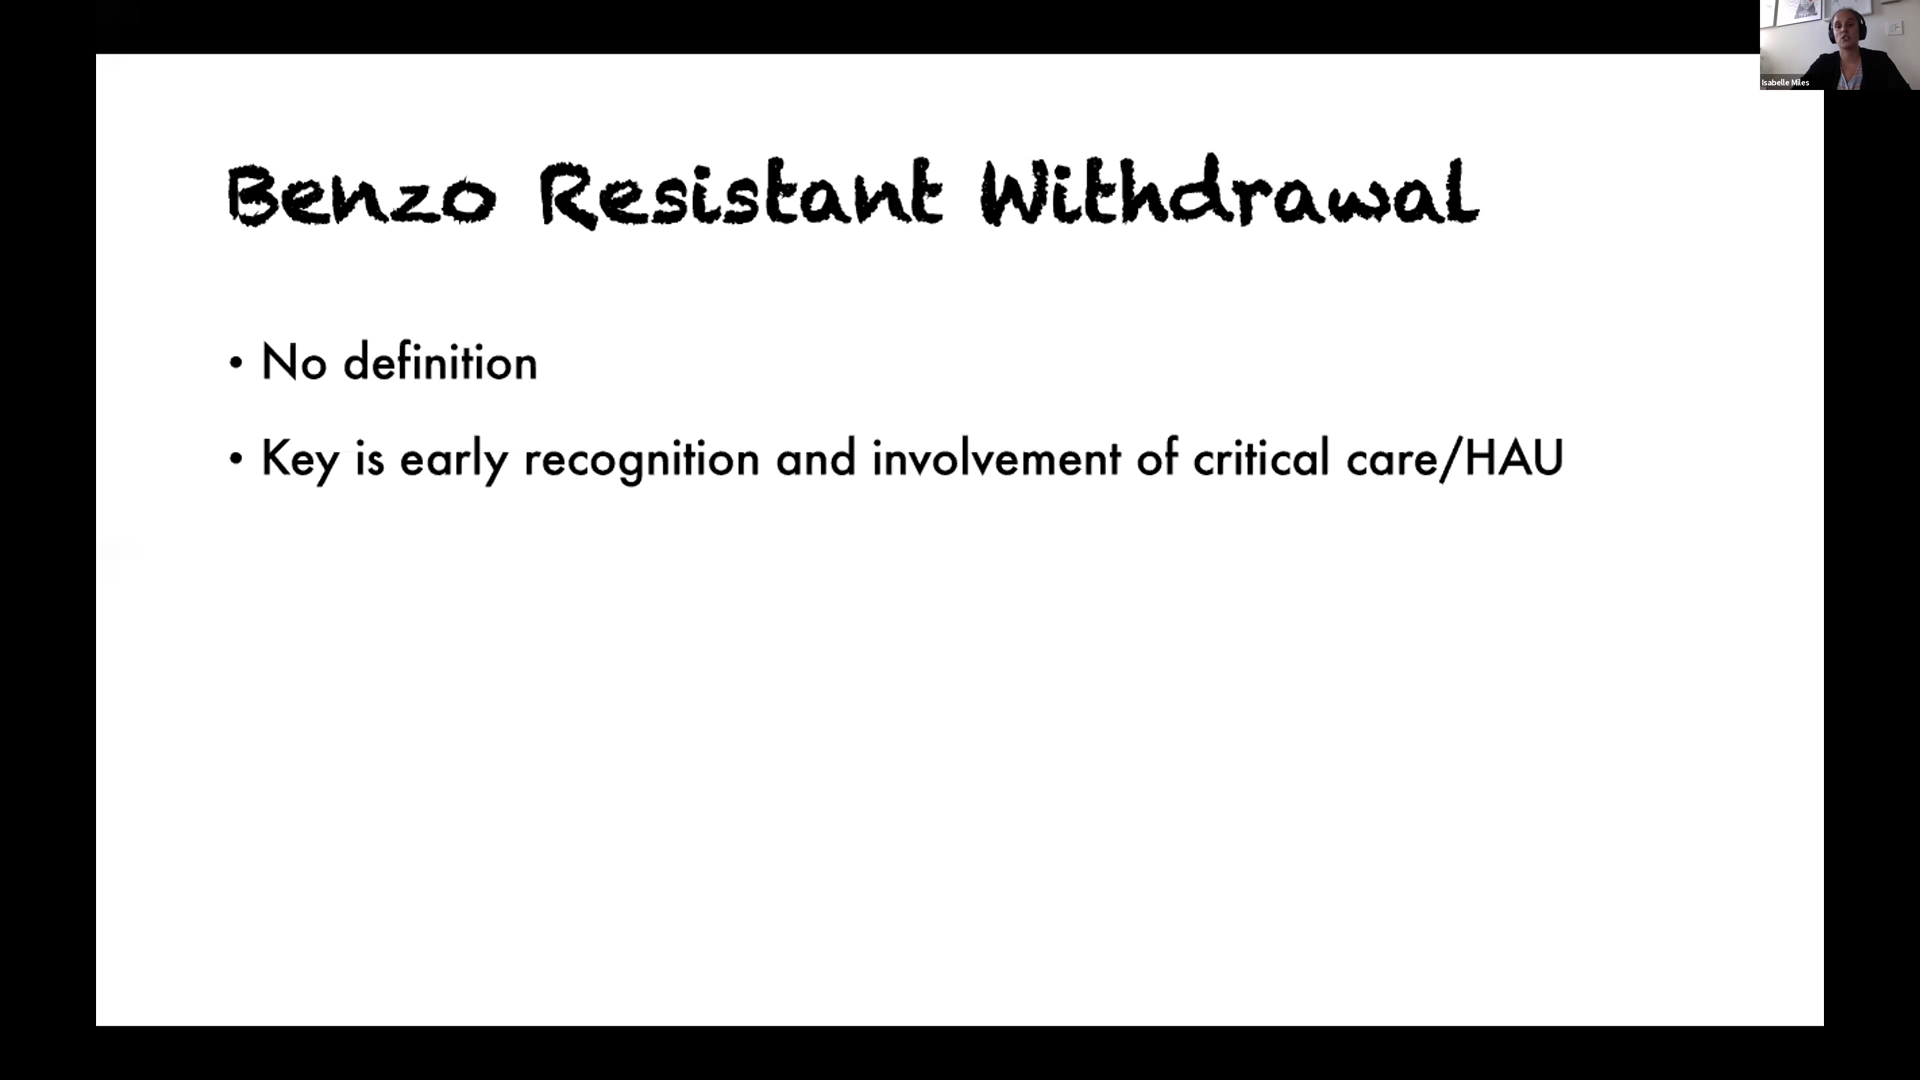 Isabelle Miles
Benzo Resistant Withdrawal
• No definition
• Key is early recognition and involvement of critical care/HAU